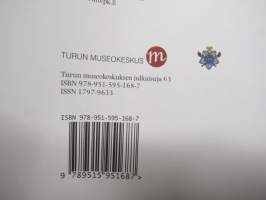 TURUN MUSEOKESKUS m
Turun museokeskuksen julkaisuja 63
ISBN 978-951-595-168-7
ISSN 1797-9633
ISBN 978-951-595-168-7
9 789515 951687 >